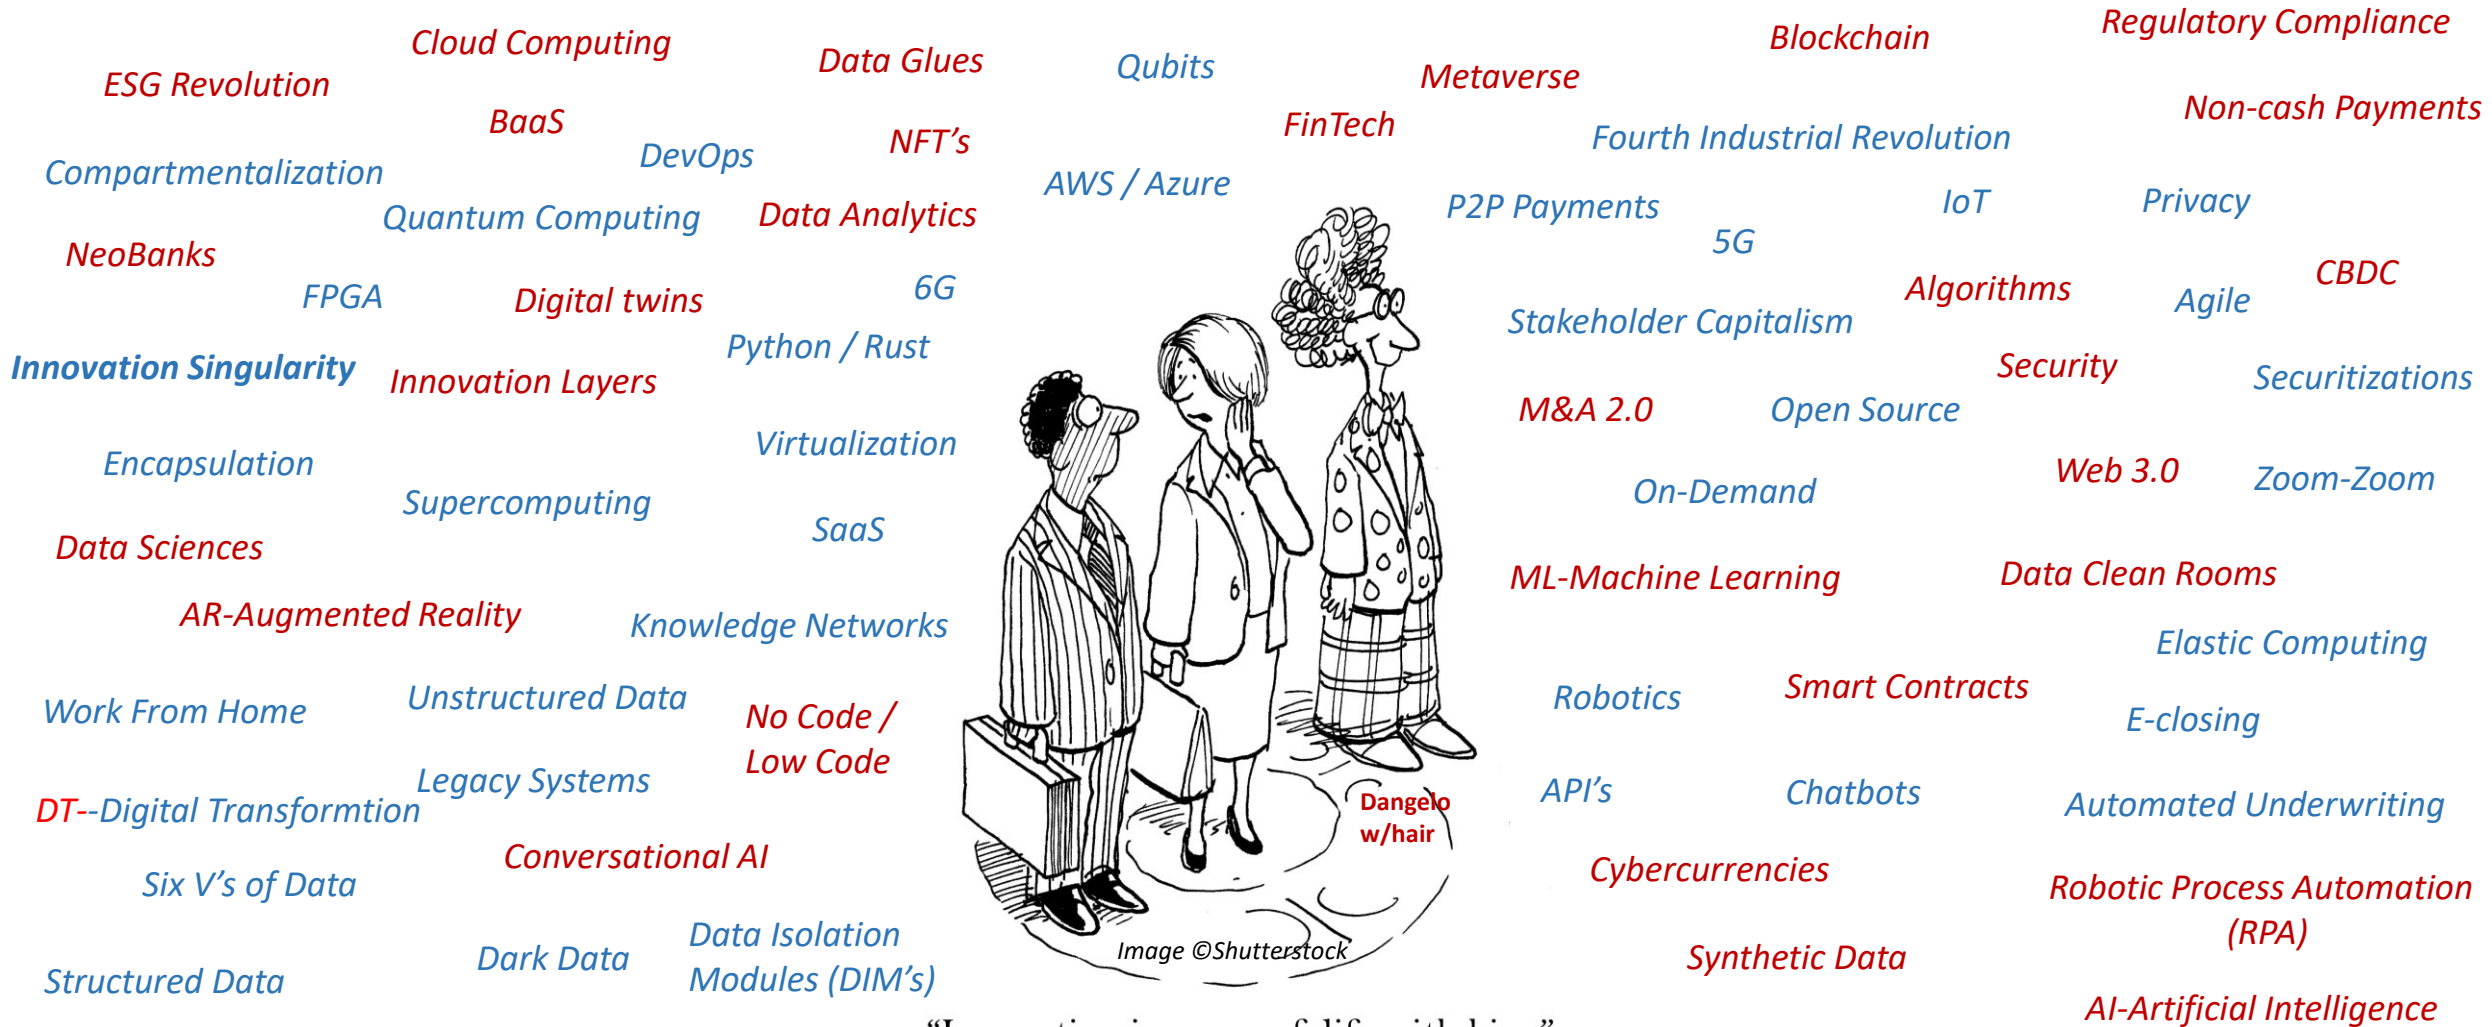 Regulatory Compliance
Cloud Computing
Blockchain
Data Glues
Qubits
Metaverse
ESG Revolution
Non-cash Payments
BaaS
FinTech
Fourth Industrial Revolution
NFT's
DevOps
Compartmentalization
AWS / Azure
Privacy
IoT
P2P Payments
Data Analytics
Quantum Computing
5G
NeoBanks
CBDC
6G
Algorithms
FPGA
Digital twins
Agile
Stakeholder Capitalism
Python / Rust
Security
Innovation Singularity
Securitizations
Innovation Layers
M&A 2.0
Open Source
Virtualization
Encapsulation
Web 3.0
Zoom-Zoom
On-Demand
Supercomputing
SaaS
Data Sciences
Data Clean Rooms
ML-Machine Learning
AR-Augmented Reality
Knowledge Networks
Elastic Computing
Smart Contracts
Unstructured Data
Robotics
Work From Home
No Code /
Low Code
E-closing
Legacy Systems
API's
Chatbots
Dangelo
w/hair
Automated Underwriting
DT--Digital Transformtion
Conversational AI
Cybercurrencies
Six V's of Data
Robotic Process Automation
(RPA)
Data Isolation
Modules (DIM's)
Image ©Shutterstock
Dark Data
Synthetic Data
Structured Data
AI-Artificial Intelligence